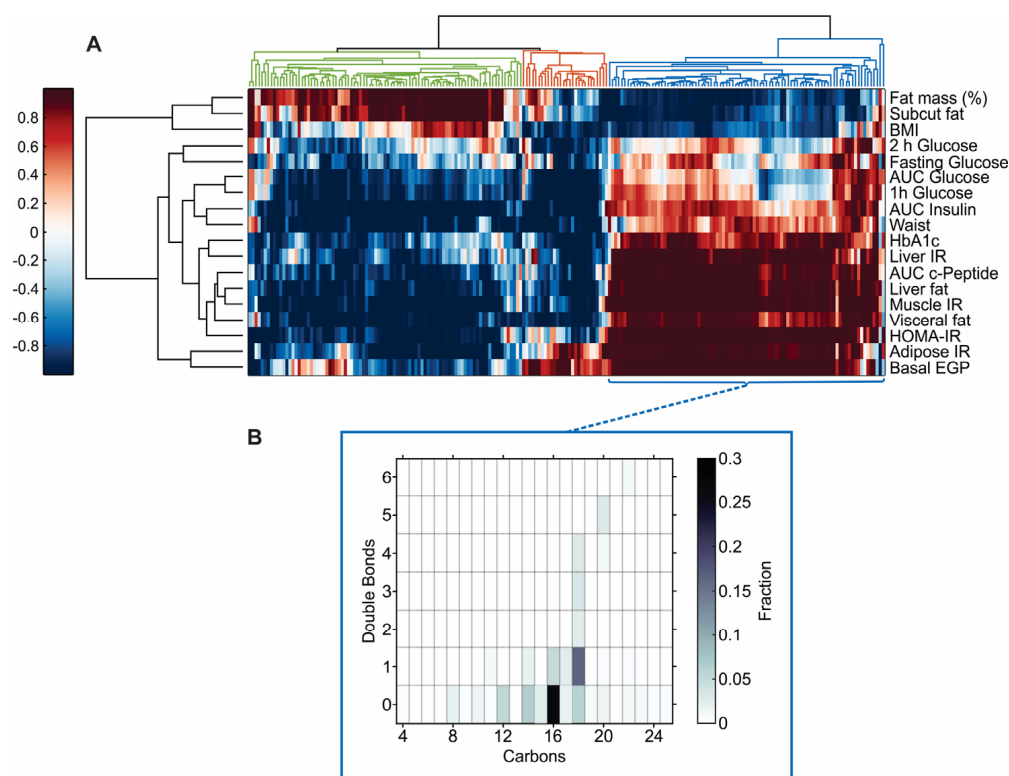 A
0.8
0.6
0.4
0.2
0
-0.2
-0.4
-0.6
-0.8
Fat mass (%)
Subcut fat
BMI
2 h Glucose
Fasting Glucose
AUC Glucose
1h Glucose
AUC Insulin
Waist
HbA1c
Liver IR
AUC c-Peptide
Liver fat
Muscle IR
Visceral fat
HOMA-IR
Adipose IR
Basal EGP
B
Double Bonds
6
5
4
3
2
1
0
4 8 12 16 20 24
Carbons
0.3
0.25
0.2
0.15
0.1
0.05
0
Fraction